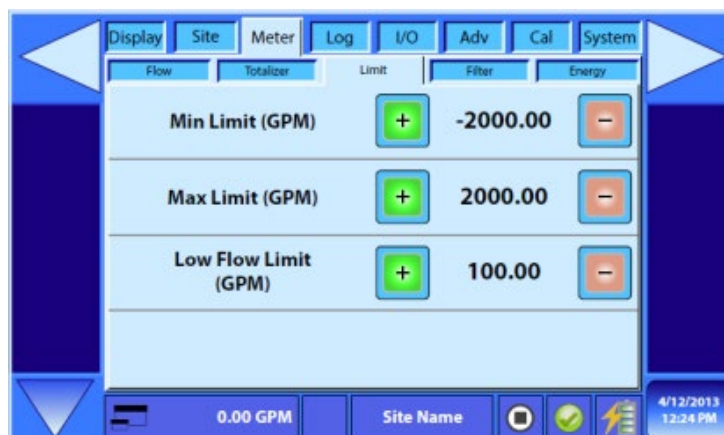 Display Site Meter Log I/O Adv Cal System
Flow Totalizer Limit Filter Energy
Min Limit (GPM) + -2000.00 −
Max Limit (GPM) + 2000.00 −
Low Flow Limit
(GPM) + 100.00 −
0.00 GPM Site Name
4/12/2013
12:24 PM